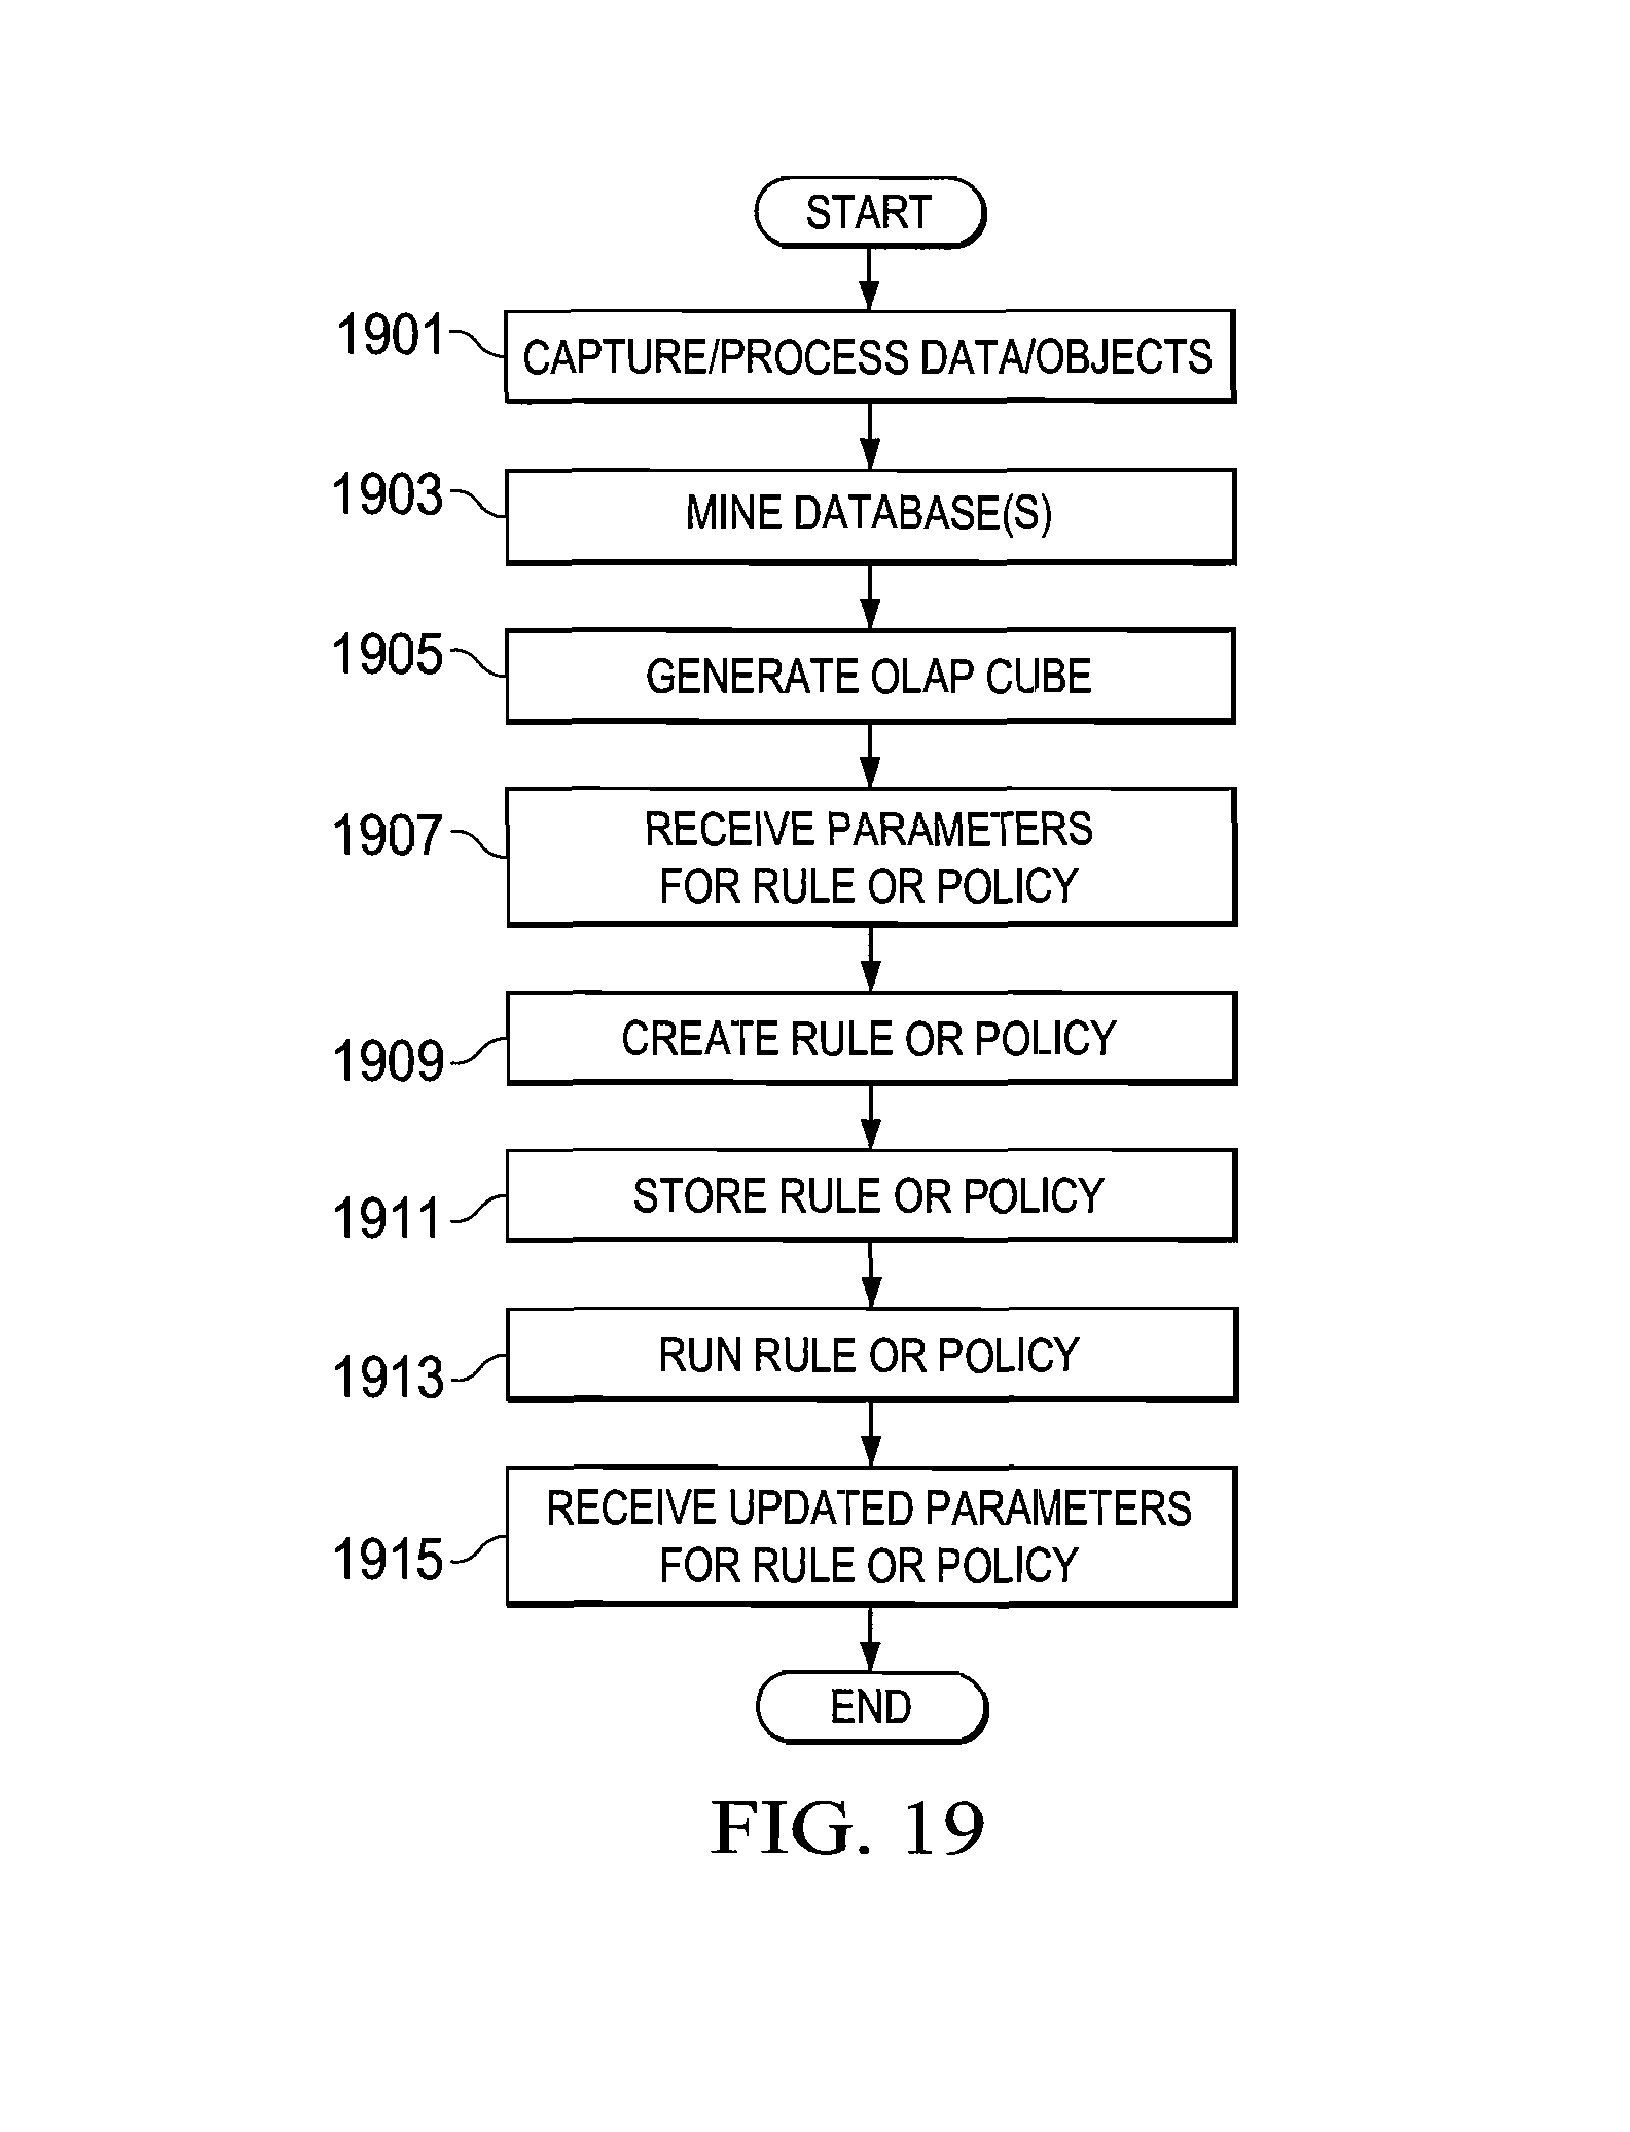 START
1901
CAPTURE/PROCESS DATA/OBJECTS
1903
MINE DATABASE(S)
1905
GENERATE OLAP CUBE
1907
RECEIVE PARAMETERS
FOR RULE OR POLICY
1909
CREATE RULE OR POLICY
1911
STORE RULE OR POLICY
1913
RUN RULE OR POLICY
1915
RECEIVE UPDATED PARAMETERS
FOR RULE OR POLICY
END
FIG. 19